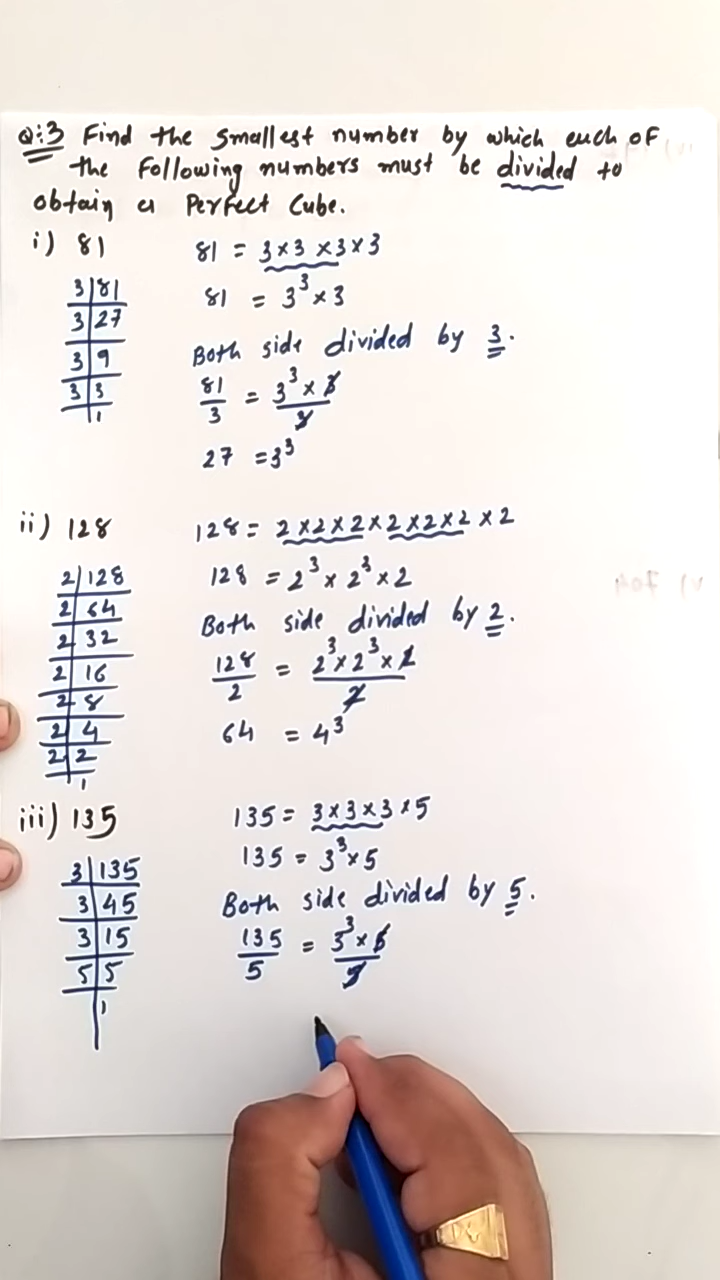 Q:3 Find the smallest number by which each of
the following numbers must be divided to
obtain a Perfect Cube.
i) 81
3|81
3|27
3|9
3|3
1
81 = 3×3×3×3
81 = 3³×3
Both side divided by 3.
81/3 = 3³×3/3
27 = 3³
ii) 128
2|128
2|64
2|32
2|16
2|8
2|4
2|2
1
128 = 2×2×2×2×2×2×2
128 = 2³×2³×2
Both side divided by 2.
128/2 = 2³×2³×2/2
64 = 4³
iii) 135
3|135
3|45
3|15
5|5
1
135 = 3×3×3×5
135 = 3³×5
Both side divided by 5.
135/5 = 3³×5/5
v) 704